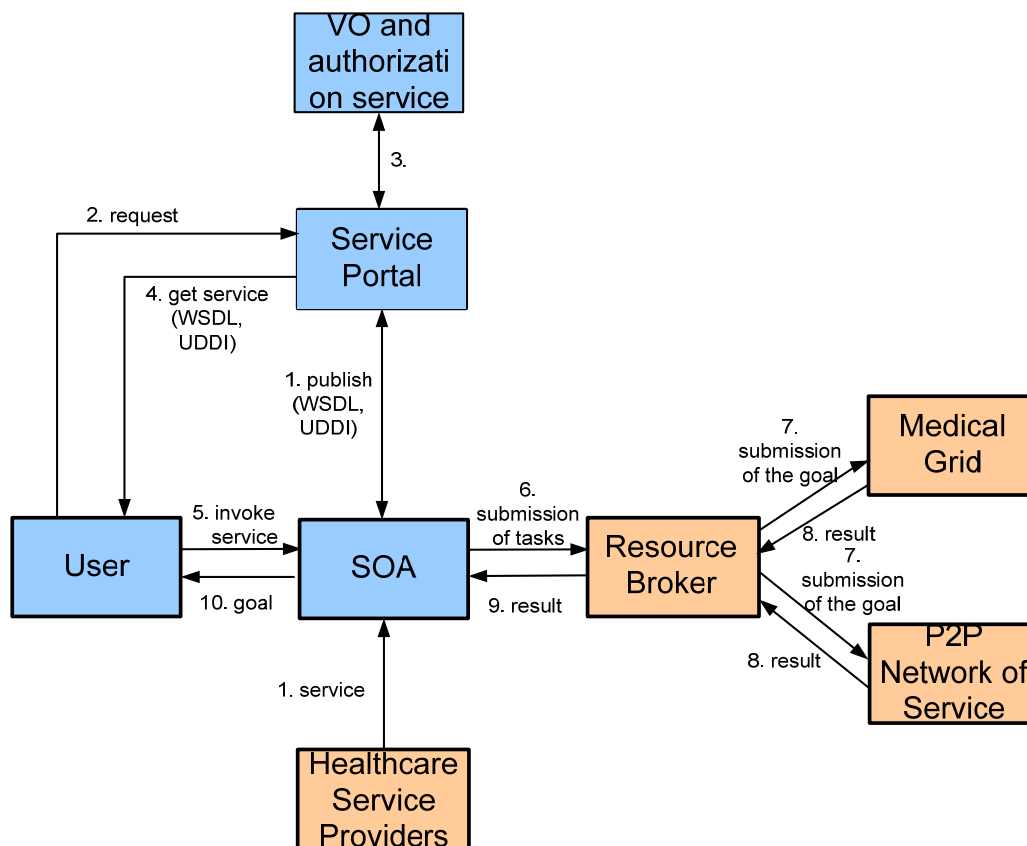 VO and
authorizati
on service
3.
2. request
Service
Portal
4. get service
(WSDL,
UDDI)
1. publish
(WSDL,
UDDI)
7.
submission
of the goal
Medical
Grid
5. invoke
service
6.
submission
of tasks
User
SOA
Resource
Broker
8. result
7.
submission
of the goal
10. goal
9. result
8. result
P2P
Network of
Service
1. service
Healthcare
Service
Providers